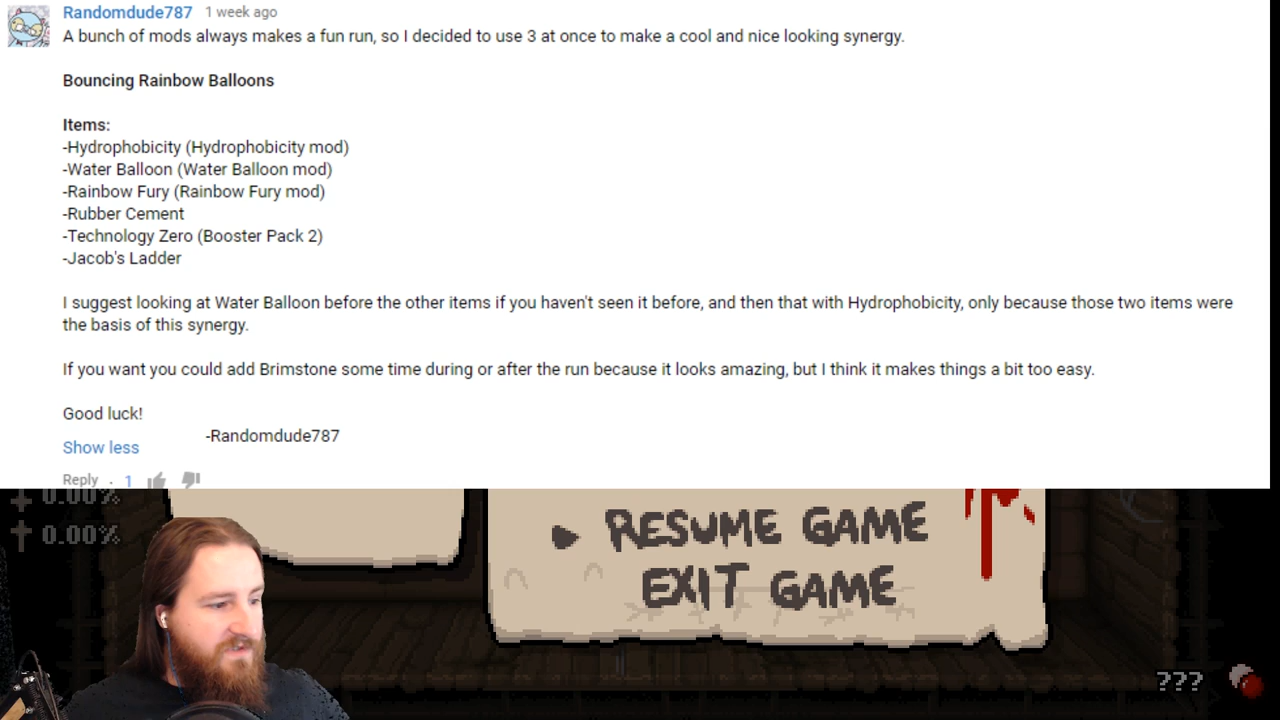 Randomdude787 1 week ago
A bunch of mods always makes a fun run, so I decided to use 3 at once to make a cool and nice looking synergy.
Bouncing Rainbow Balloons
Items:
-Hydrophobicity (Hydrophobicity mod)
-Water Balloon (Water Balloon mod)
-Rainbow Fury (Rainbow Fury mod)
-Rubber Cement
-Technology Zero (Booster Pack 2)
-Jacob's Ladder
I suggest looking at Water Balloon before the other items if you haven't seen it before, and then that with Hydrophobicity, only because those two items were
the basis of this synergy.
If you want you could add Brimstone some time during or after the run because it looks amazing, but I think it makes things a bit too easy.
Good luck!
-Randomdude787
Show less
Reply · 1
0.00%
0.00%
RESUME GAME
EXIT GAME
???